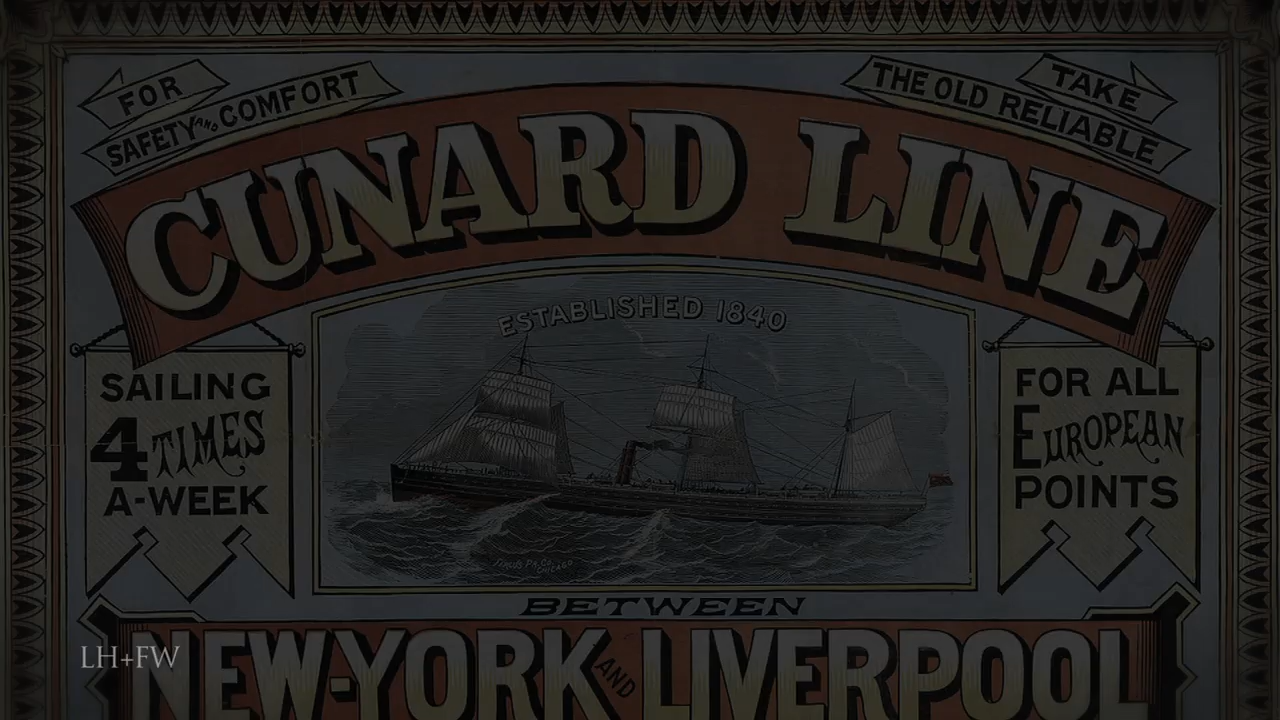 FOR
SAFETY AND COMFORT
TAKE
THE OLD RELIABLE
CUNARD LINE
ESTABLISHED 1840
SAILING
4 TIMES
A-WEEK
FOR ALL
EUROPEAN
POINTS
BETWEEN
NEW-YORK AND LIVERPOOL
LH+FW